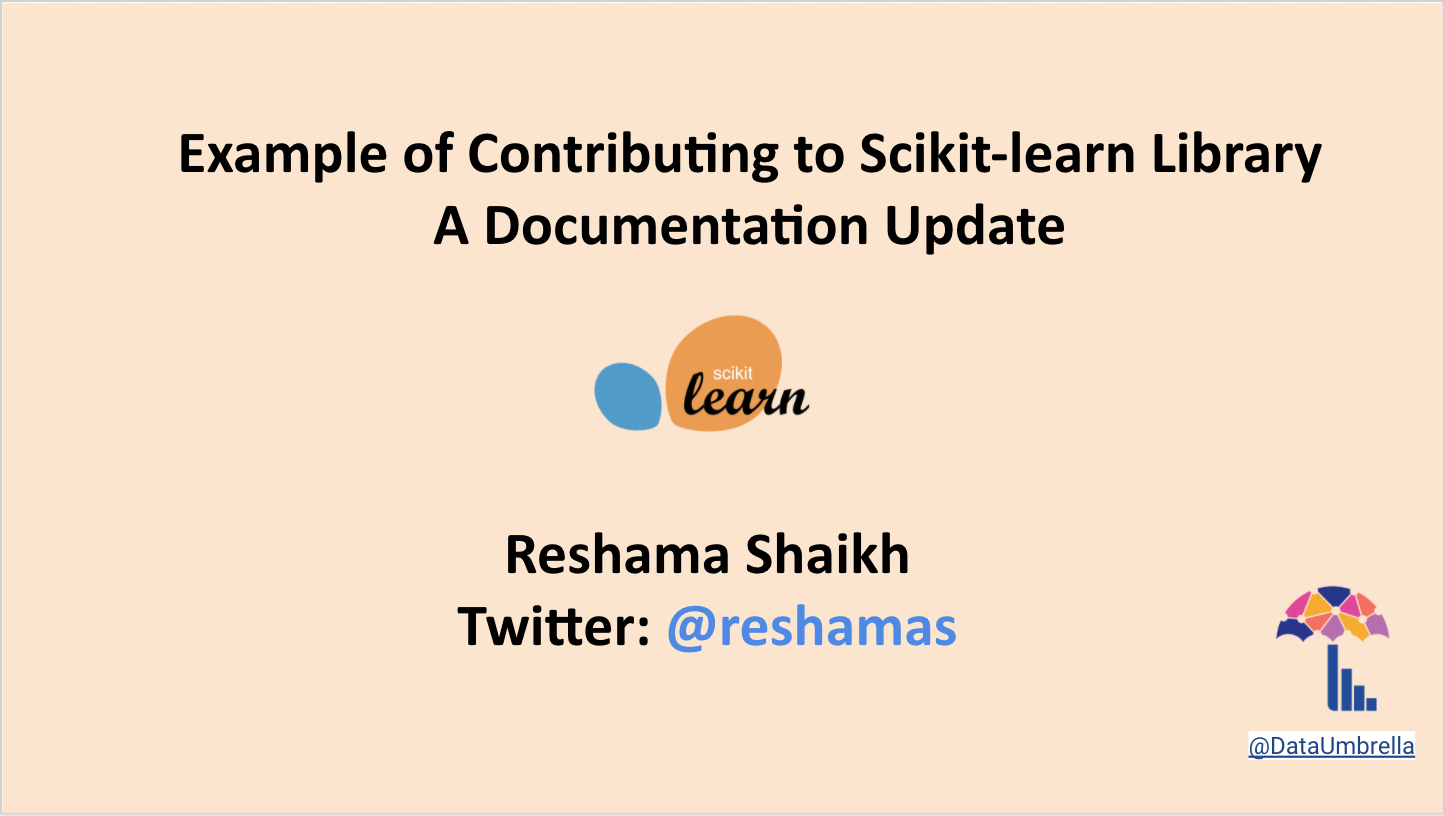 Example of Contributing to Scikit-learn Library
A Documentation Update
scikit
learn
Reshama Shaikh
Twitter: @reshamas
@DataUmbrella